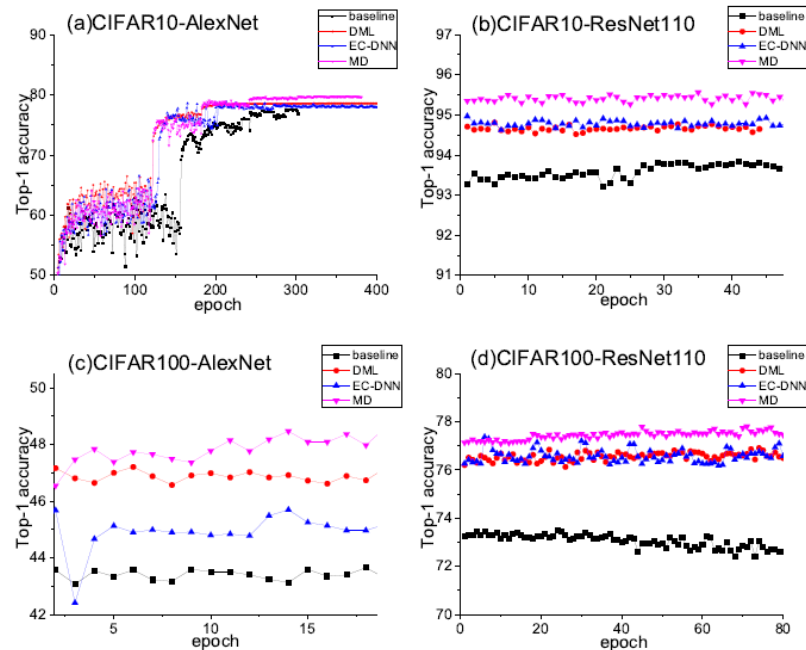 (a)CIFAR10-AlexNet
baseline
DML
EC-DNN
MD
Top-1 accuracy
90
80
70
60
50
0 100 200 300 400
epoch
(b)CIFAR10-ResNet110
baseline
DML
EC-DNN
MD
Top-1 accuracy
97
96
95
94
93
92
91
0 10 20 30 40
epoch
(c)CIFAR100-AlexNet
baseline
DML
EC-DNN
MD
Top-1 accuracy
50
48
46
44
42
5 10 15
epoch
(d)CIFAR100-ResNet110
baseline
DML
EC-DNN
MD
Top-1 accuracy
80
78
76
74
72
70
0 20 40 60 80
epoch